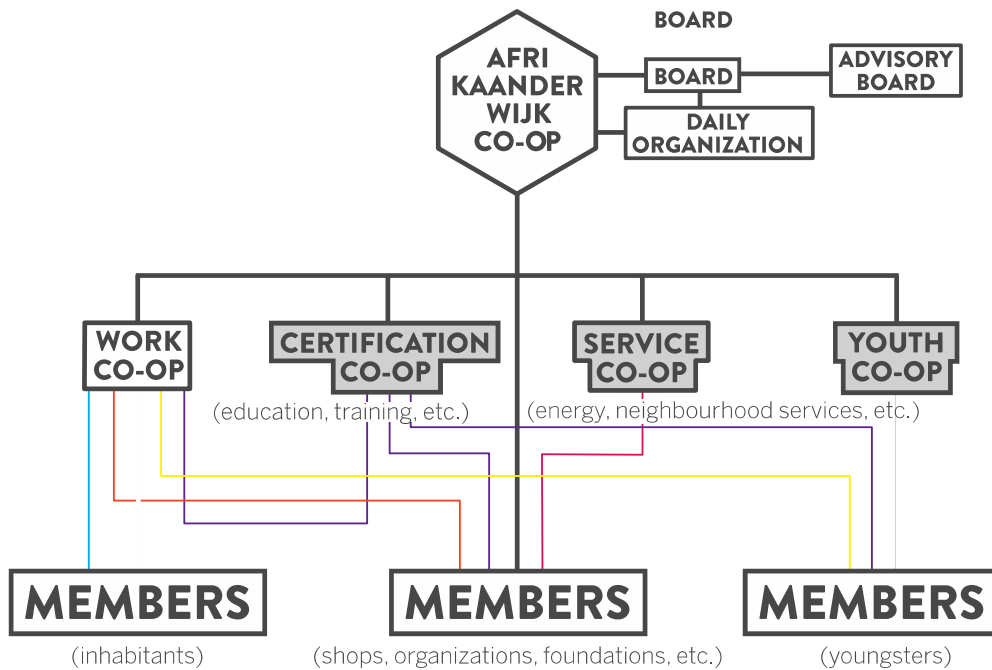 BOARD
AFRI
KAANDER
WIJK
CO-OP
BOARD
ADVISORY
BOARD
DAILY
ORGANIZATION
WORK
CO-OP
CERTIFICATION
CO-OP
(education, training, etc.)
SERVICE
CO-OP
(energy, neighbourhood services, etc.)
YOUTH
CO-OP
MEMBERS
(inhabitants)
MEMBERS
(shops, organizations, foundations, etc.)
MEMBERS
(youngsters)